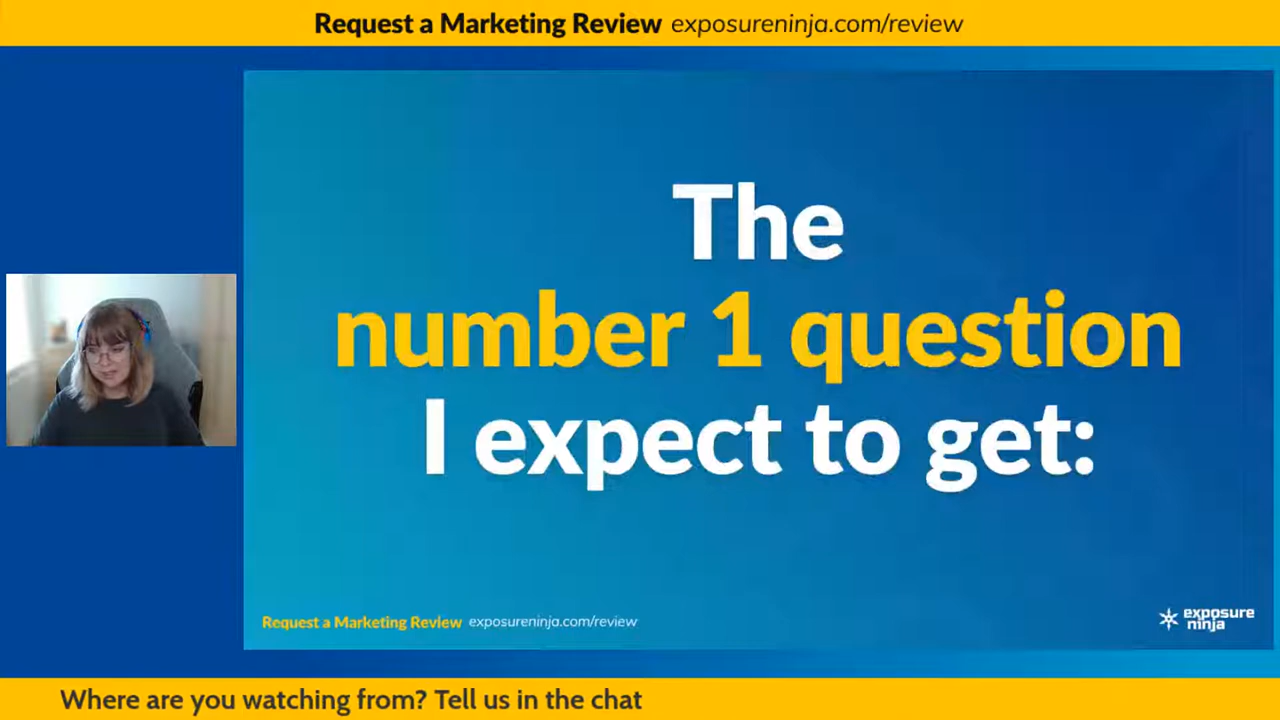 Request a Marketing Review exposureninja.com/review
The
number 1 question
I expect to get:
Request a Marketing Review exposureninja.com/review
exposure
ninja
Where are you watching from? Tell us in the chat